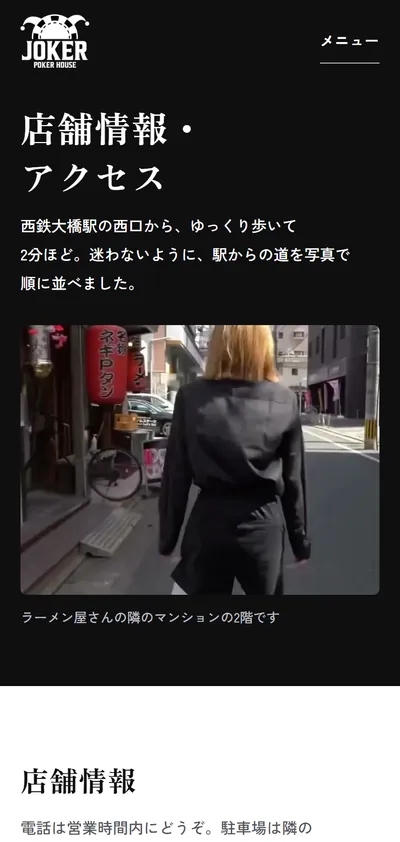 JOKER
POKER HOUSE
メニュー
店舗情報・
アクセス
西鉄大橋駅の西口から、ゆっくり歩いて
2分ほど。迷わないように、駅からの道を写真で
順に並べました。
名物
ネギPタン
ラーメン屋さんの隣のマンションの2階です
店舗情報
電話は営業時間内にどうぞ。駐車場は隣の